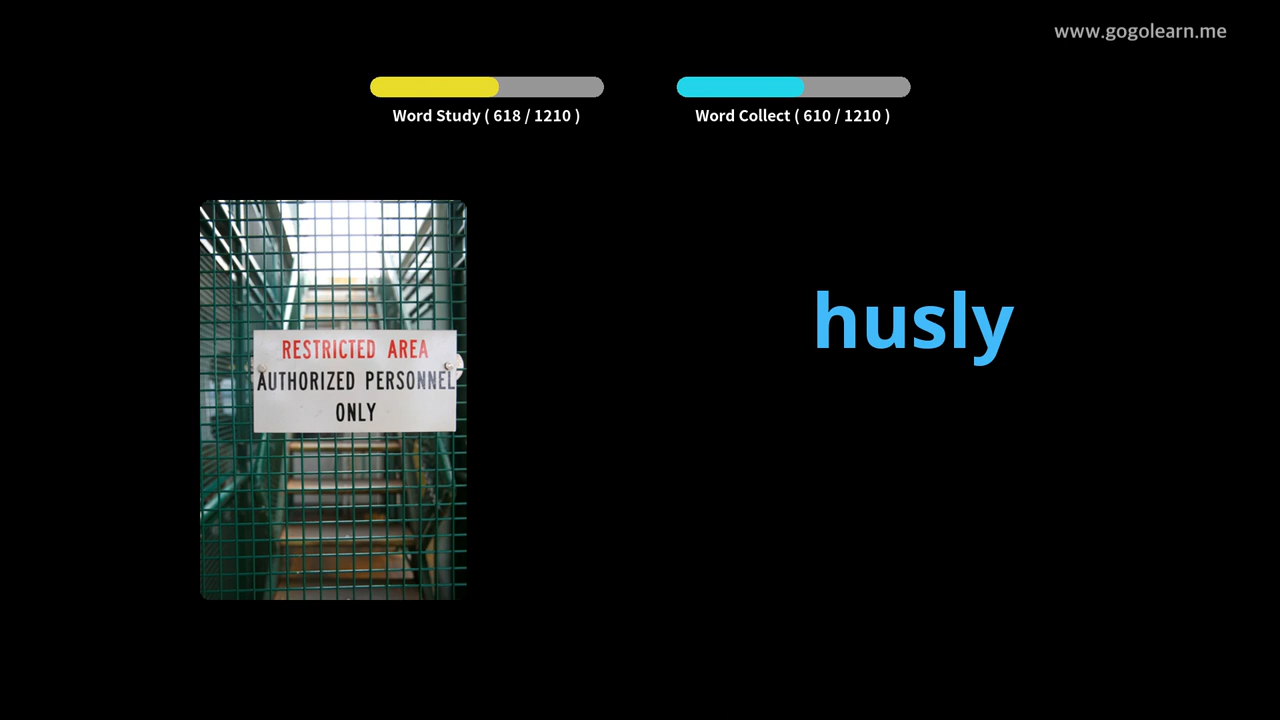 www.gogolearn.me
Word Study ( 618 / 1210 )
Word Collect ( 610 / 1210 )
RESTRICTED AREA
AUTHORIZED PERSONNEL
ONLY
husly